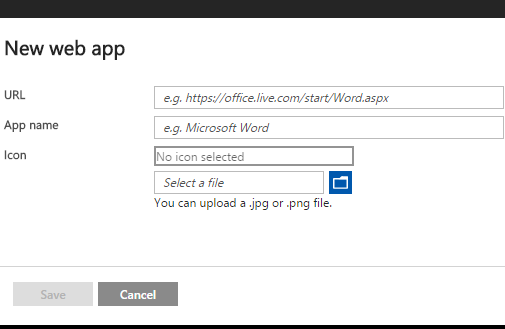 New web app
URL
e.g. https://office.live.com/start/Word.aspx
App name
e.g. Microsoft Word
Icon
No icon selected
Select a file
You can upload a .jpg or .png file.
Save
Cancel